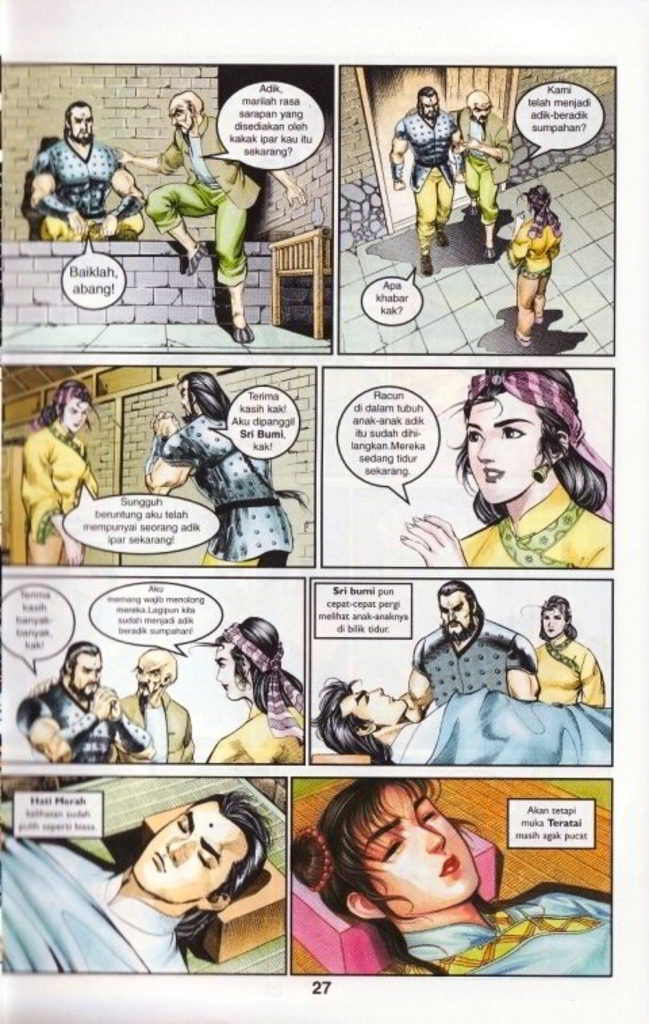 Adik,
marilah rasa
sarapan yang
disediakan oleh
kakak ipar kau itu
sekarang?
Baiklah,
abang!
Kami
telah menjadi
adik-beradik
sumpahan?
Apa
khabar
kak?
Terima
kasih kak!
Aku dipanggil
Sri Bumi,
kak!
Sungguh
beruntung aku telah
mempunyai seorang adik
ipar sekarang!
Racun
di dalam tubuh
anak-anak adik
itu sudah dihi-
langkan.Mereka
sedang tidur
sekarang.
Terima
kasih
banyak-
banyak,
kak!
Aku
memang wajib menolong
mereka.Lagipun kita
sudah menjadi adik
beradik sumpahan!
Sri bumi pun
cepat-cepat pergi
melihat anak-anaknya
di bilik tidur.
Hati Merah
kelihatan sudah
pulih seperti biasa.
Akan tetapi
muka Teratai
masih agak pucat
27